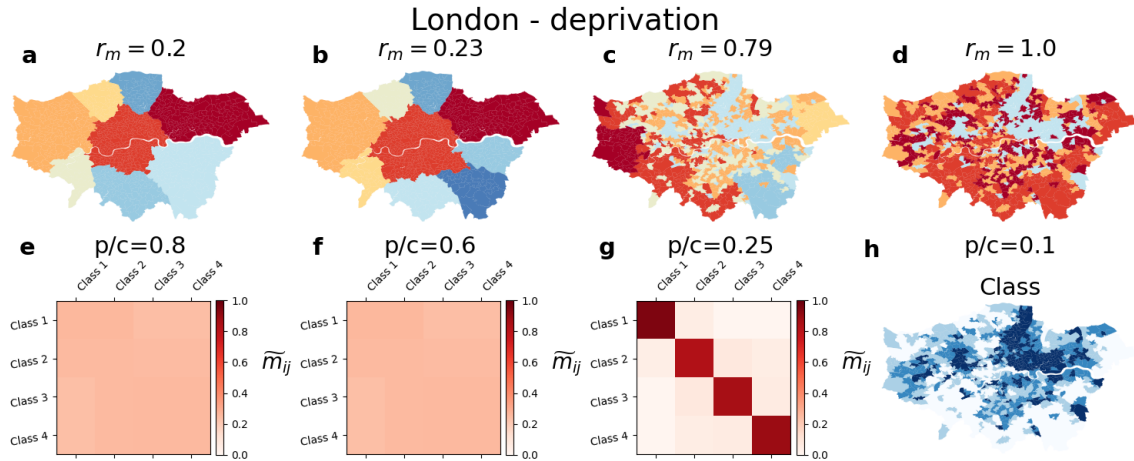 London - deprivation
a
r_m = 0.2
b
r_m = 0.23
c
r_m = 0.79
d
r_m = 1.0
e
p/c=0.8
f
p/c=0.6
g
p/c=0.25
h
p/c=0.1
Class 1
Class 2
Class 3
Class 4
Class 1
Class 2
Class 3
Class 4
1.0
0.8
0.6
0.4
0.2
0.0
m̃_ij
Class 1
Class 2
Class 3
Class 4
Class 1
Class 2
Class 3
Class 4
1.0
0.8
0.6
0.4
0.2
0.0
m̃_ij
Class 1
Class 2
Class 3
Class 4
Class 1
Class 2
Class 3
Class 4
1.0
0.8
0.6
0.4
0.2
0.0
m̃_ij
Class